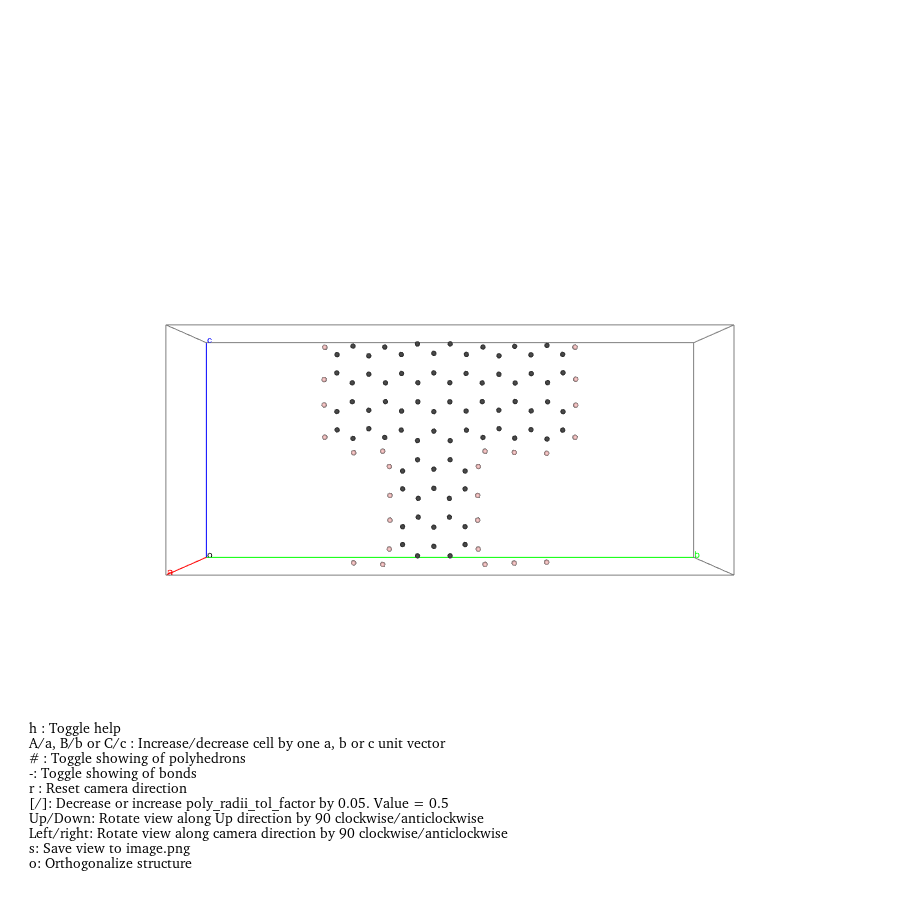 c
o
b
a
h : Toggle help
A/a, B/b or C/c : Increase/decrease cell by one a, b or c unit vector
# : Toggle showing of polyhedrons
-: Toggle showing of bonds
r : Reset camera direction
[/]: Decrease or increase poly_radii_tol_factor by 0.05. Value = 0.5
Up/Down: Rotate view along Up direction by 90 clockwise/anticlockwise
Left/right: Rotate view along camera direction by 90 clockwise/anticlockwise
s: Save view to image.png
o: Orthogonalize structure